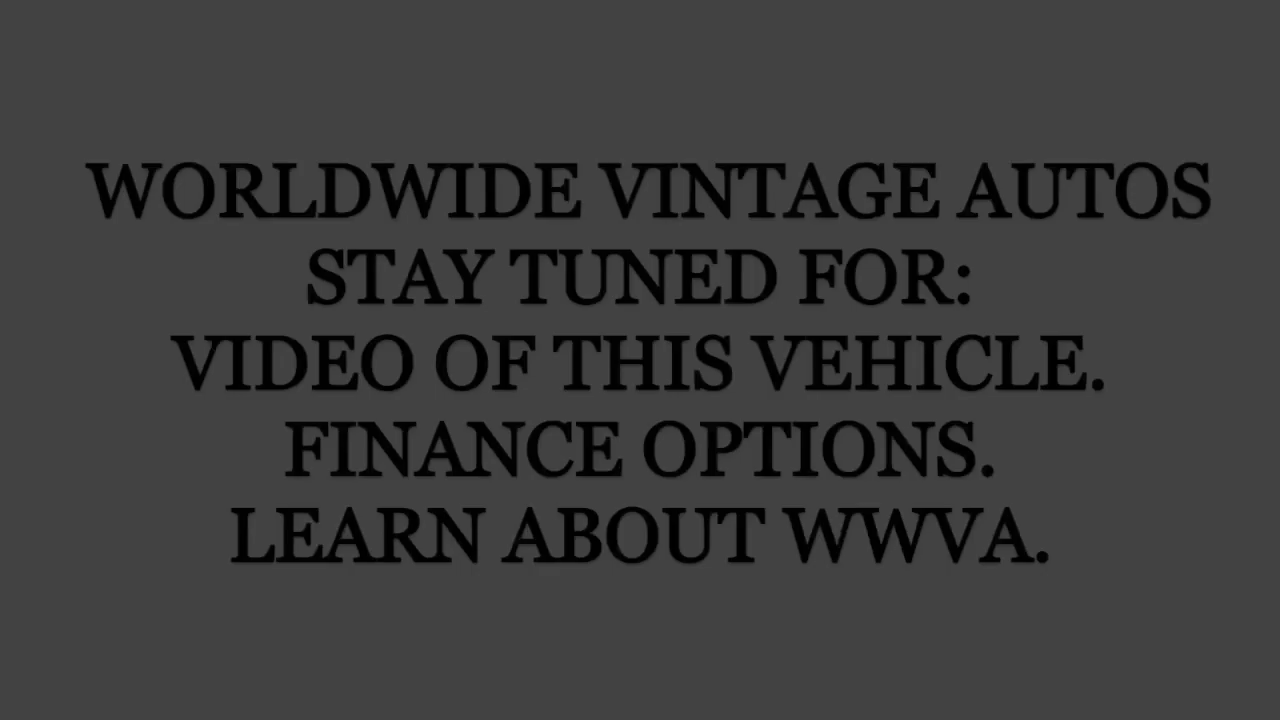 WORLDWIDE VINTAGE AUTOS
STAY TUNED FOR:
VIDEO OF THIS VEHICLE.
FINANCE OPTIONS.
LEARN ABOUT WWVA.